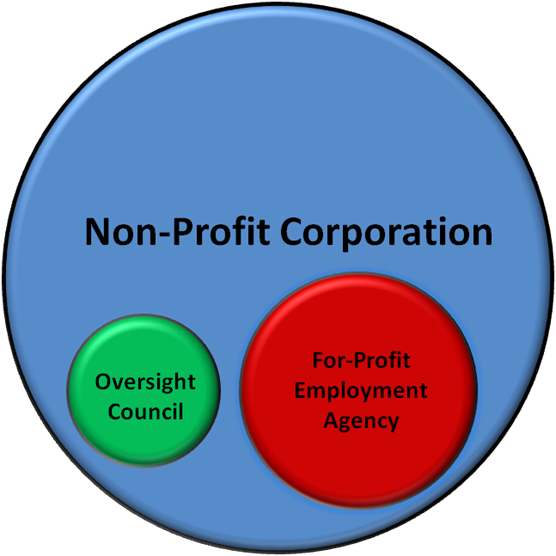 Non-Profit Corporation
Oversight
Council
For-Profit
Employment
Agency